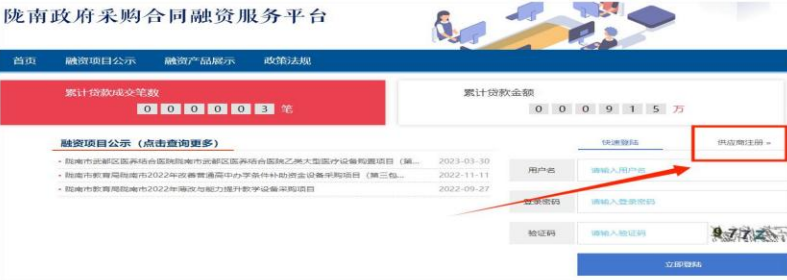 陇南政府采购合同融资服务平台
首页 融资项目公示 融资产品展示 政策法规
累计贷款成交笔数
0 0 0 0 0 3 笔
累计贷款金额
0 0 0 9 1 5 万
融资项目公示（点击查询更多）
• 陇南市武都区医养结合医院陇南市武都区医养结合医院乙类大型医疗设备购置项目（第... 2023-03-30
• 陇南市教育局陇南市2022年改善普通高中办学条件补助资金设备采购项目（第三包... 2022-11-11
• 陇南市教育局陇南市2022年薄改与能力提升教学设备采购项目 2022-09-27
快速登陆 供应商注册»
用户名 请输入用户名
登录密码 请输入登录密码
验证码 请输入验证码 977Z
立即登陆